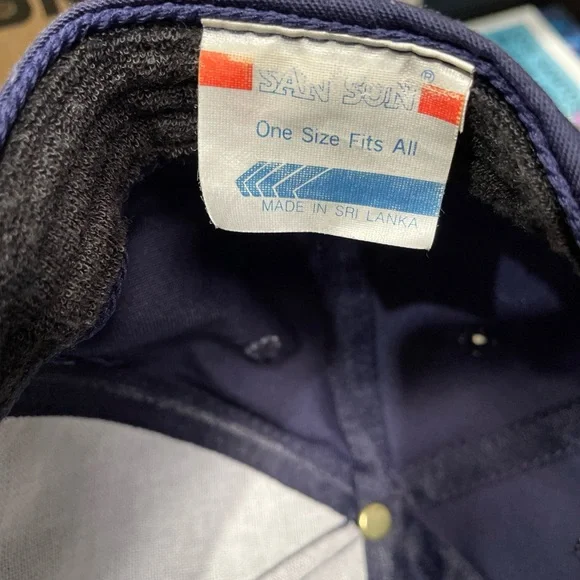 SAN SUN®
One Size Fits All
MADE IN SRI LANKA